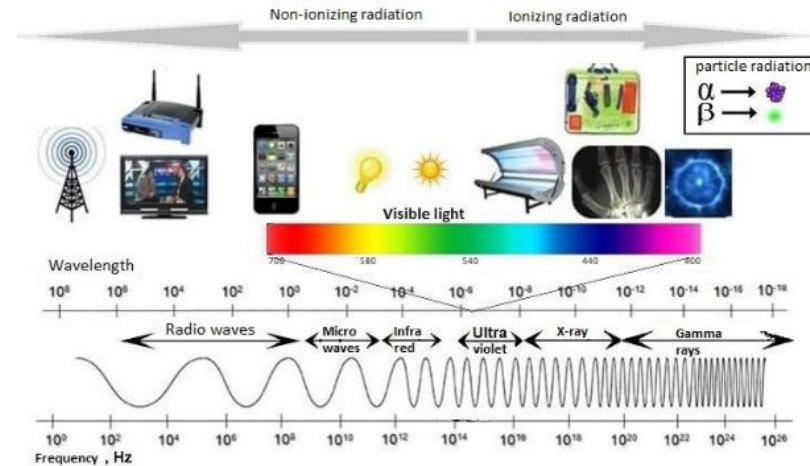 Non-ionizing radiation Ionizing radiation
particle radiation
α
β
Visible light
700 580 540 440 400
Wavelength
10⁸ 10⁶ 10⁴ 10² 10⁰ 10⁻² 10⁻⁴ 10⁻⁶ 10⁻⁸ 10⁻¹⁰ 10⁻¹² 10⁻¹⁴ 10⁻¹⁶ 10⁻¹⁸
Radio waves Micro waves Infra red Ultra violet X-ray Gamma rays
10⁰ 10² 10⁴ 10⁶ 10⁸ 10¹⁰ 10¹² 10¹⁴ 10¹⁶ 10¹⁸ 10²⁰ 10²² 10²⁴ 10²⁶
Frequency , Hz